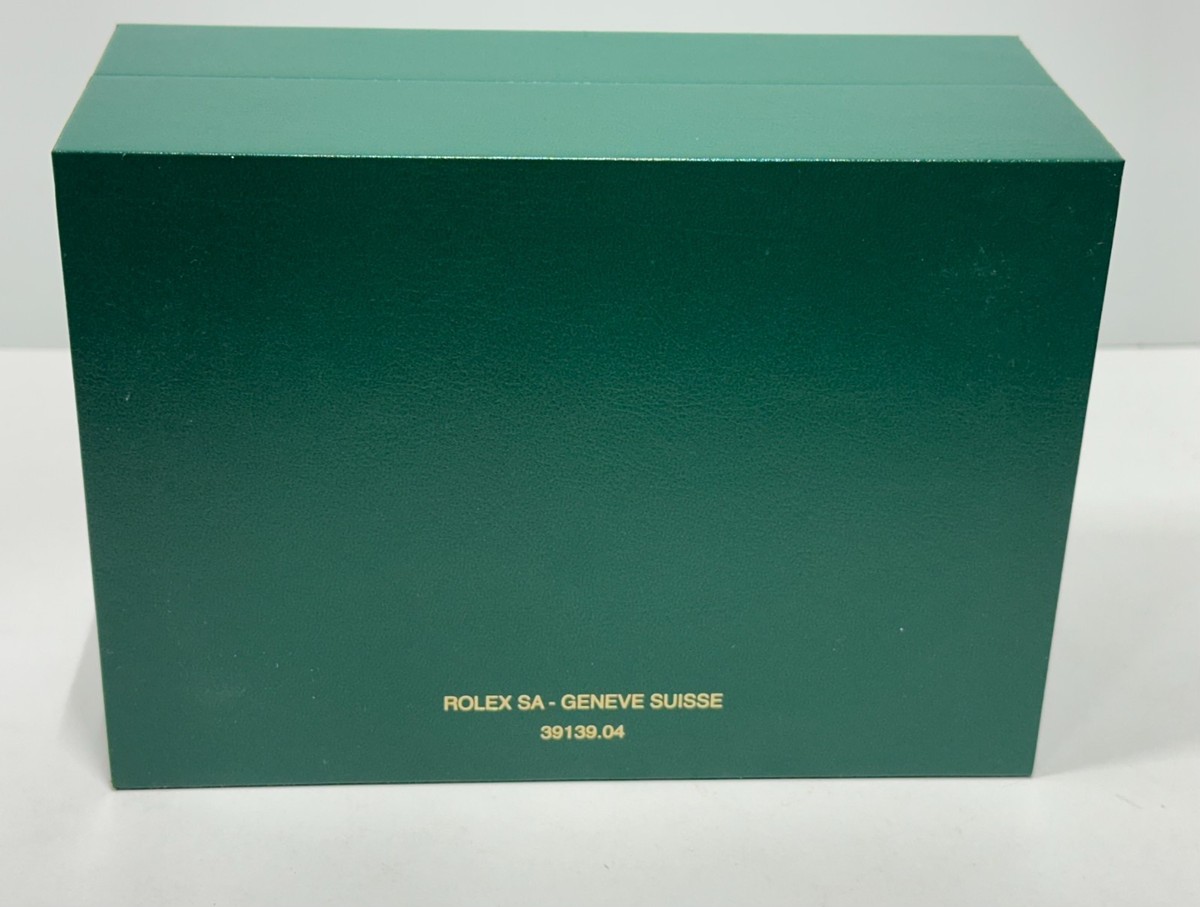 ROLEX SA - GENEVE SUISSE
39139.04